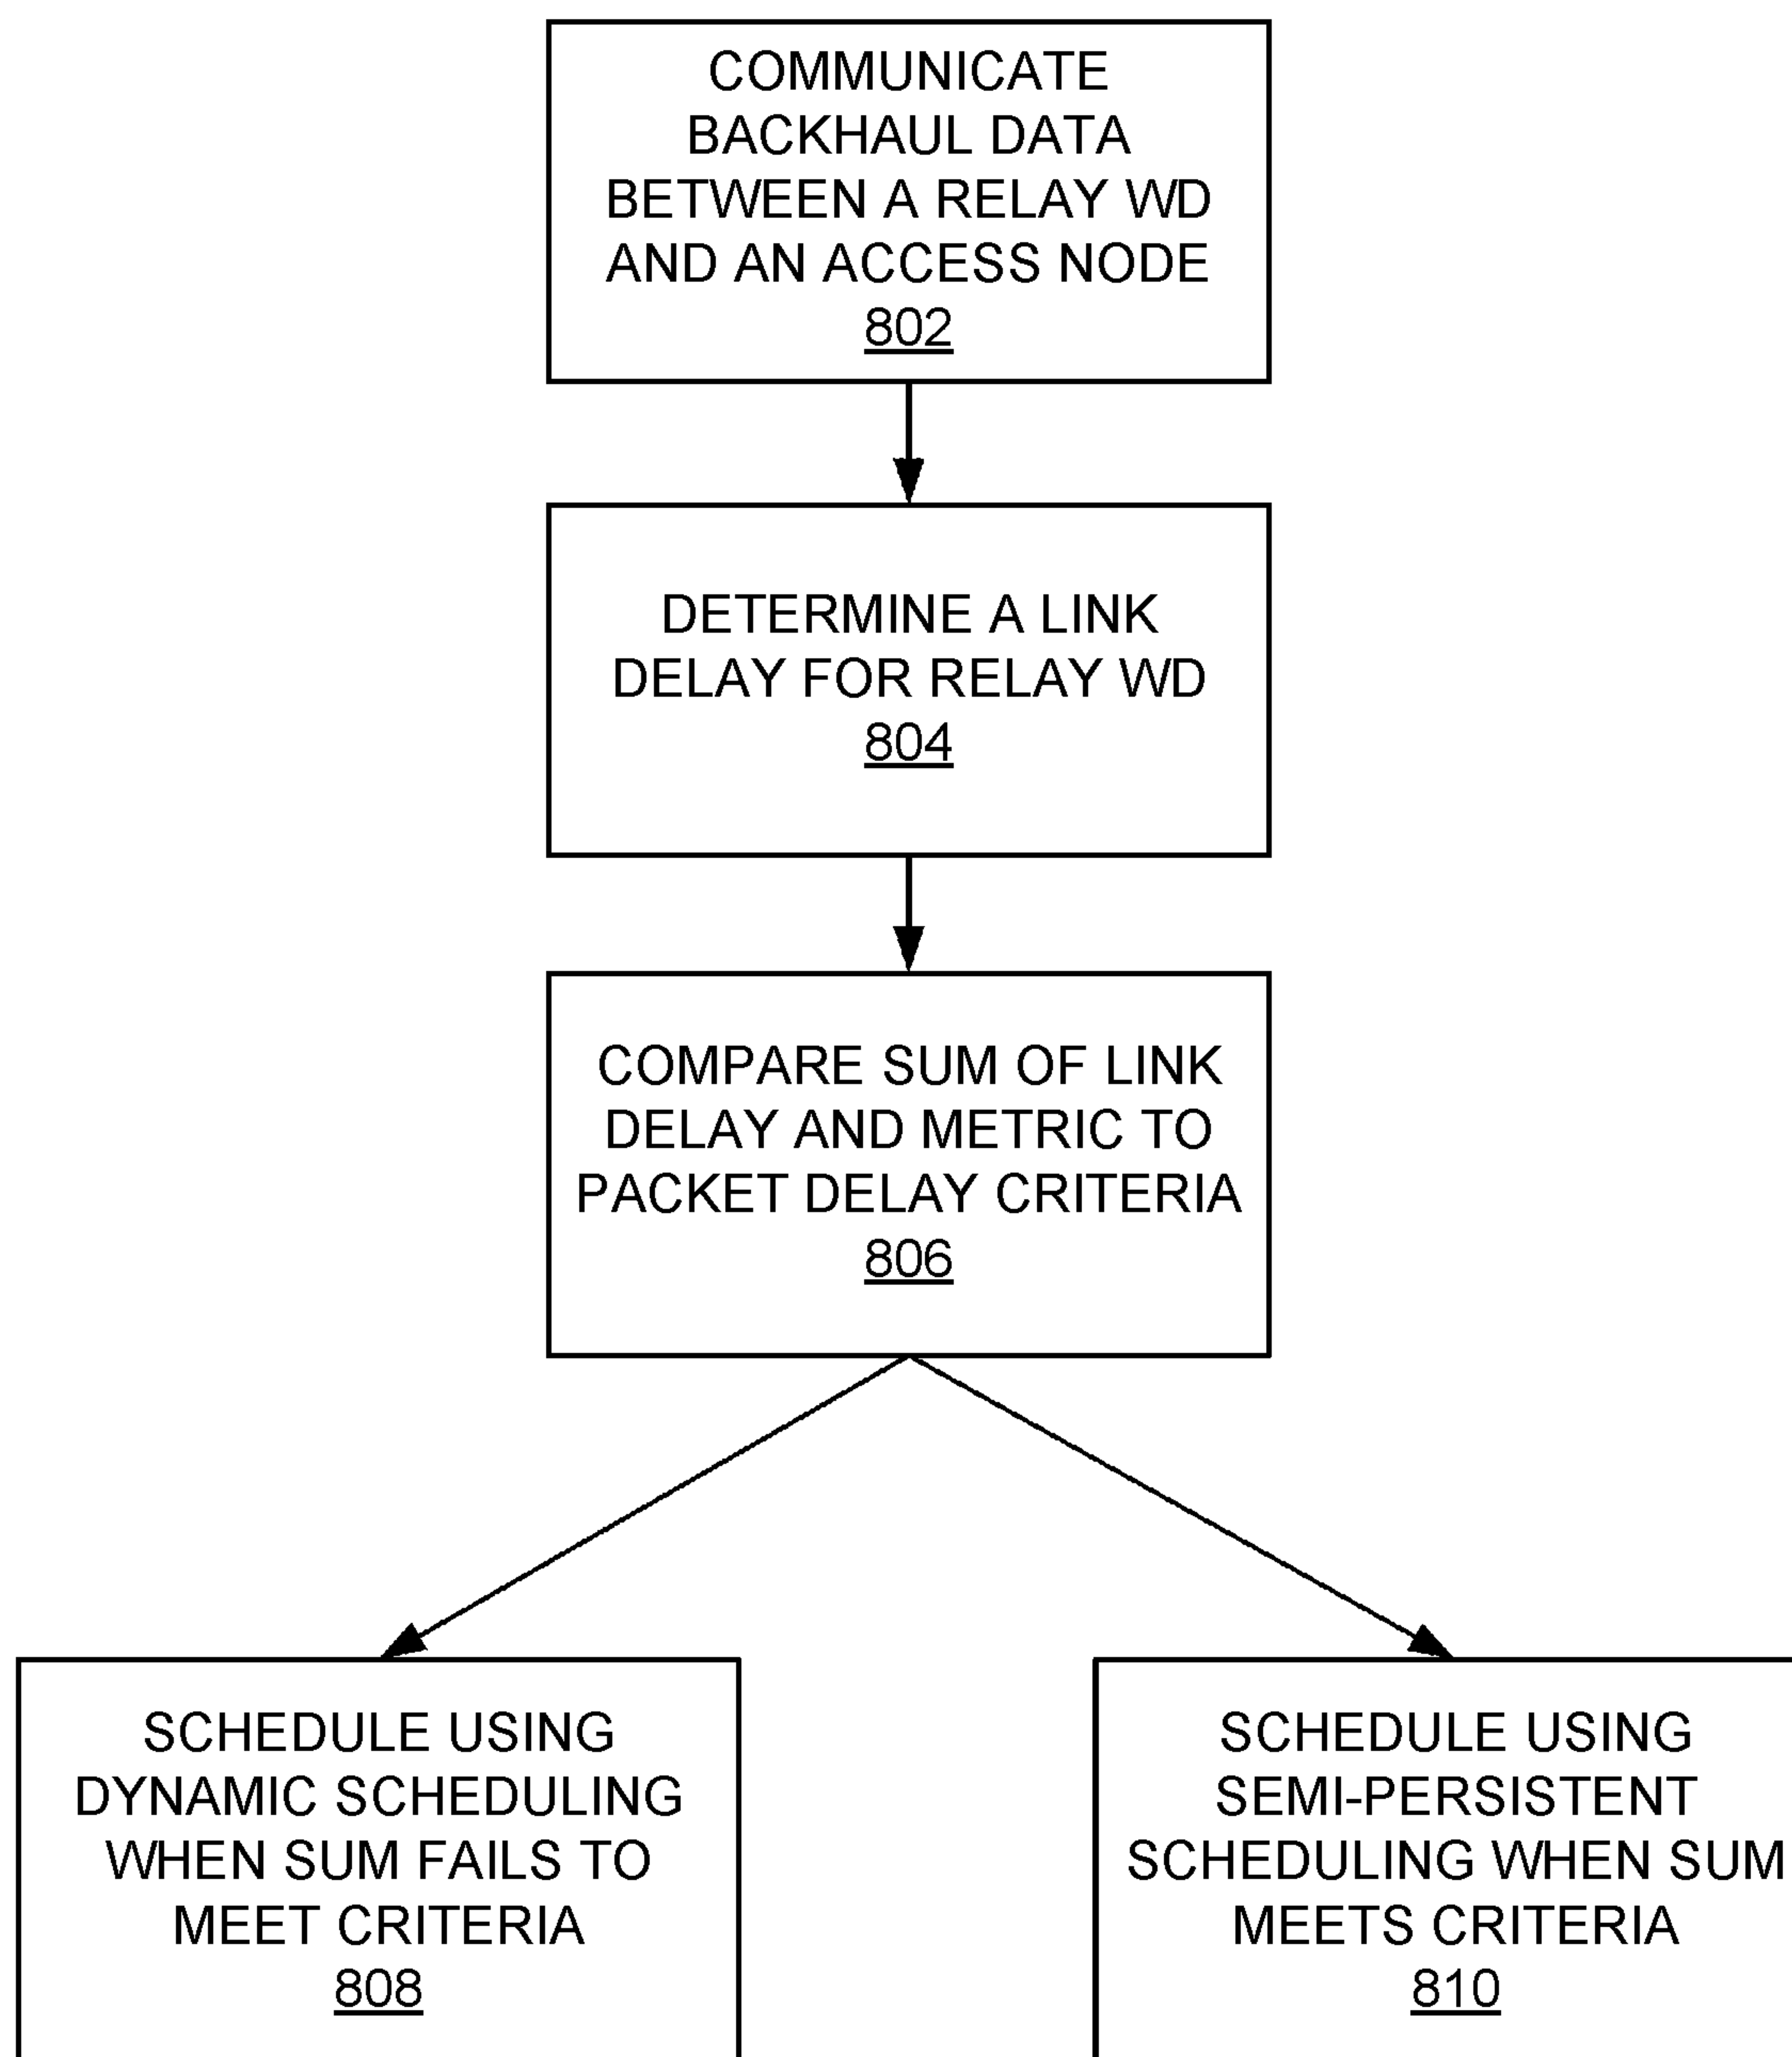 COMMUNICATE
BACKHAUL DATA
BETWEEN A RELAY WD
AND AN ACCESS NODE
802
DETERMINE A LINK
DELAY FOR RELAY WD
804
COMPARE SUM OF LINK
DELAY AND METRIC TO
PACKET DELAY CRITERIA
806
SCHEDULE USING
DYNAMIC SCHEDULING
WHEN SUM FAILS TO
MEET CRITERIA
808
SCHEDULE USING
SEMI-PERSISTENT
SCHEDULING WHEN SUM
MEETS CRITERIA
810